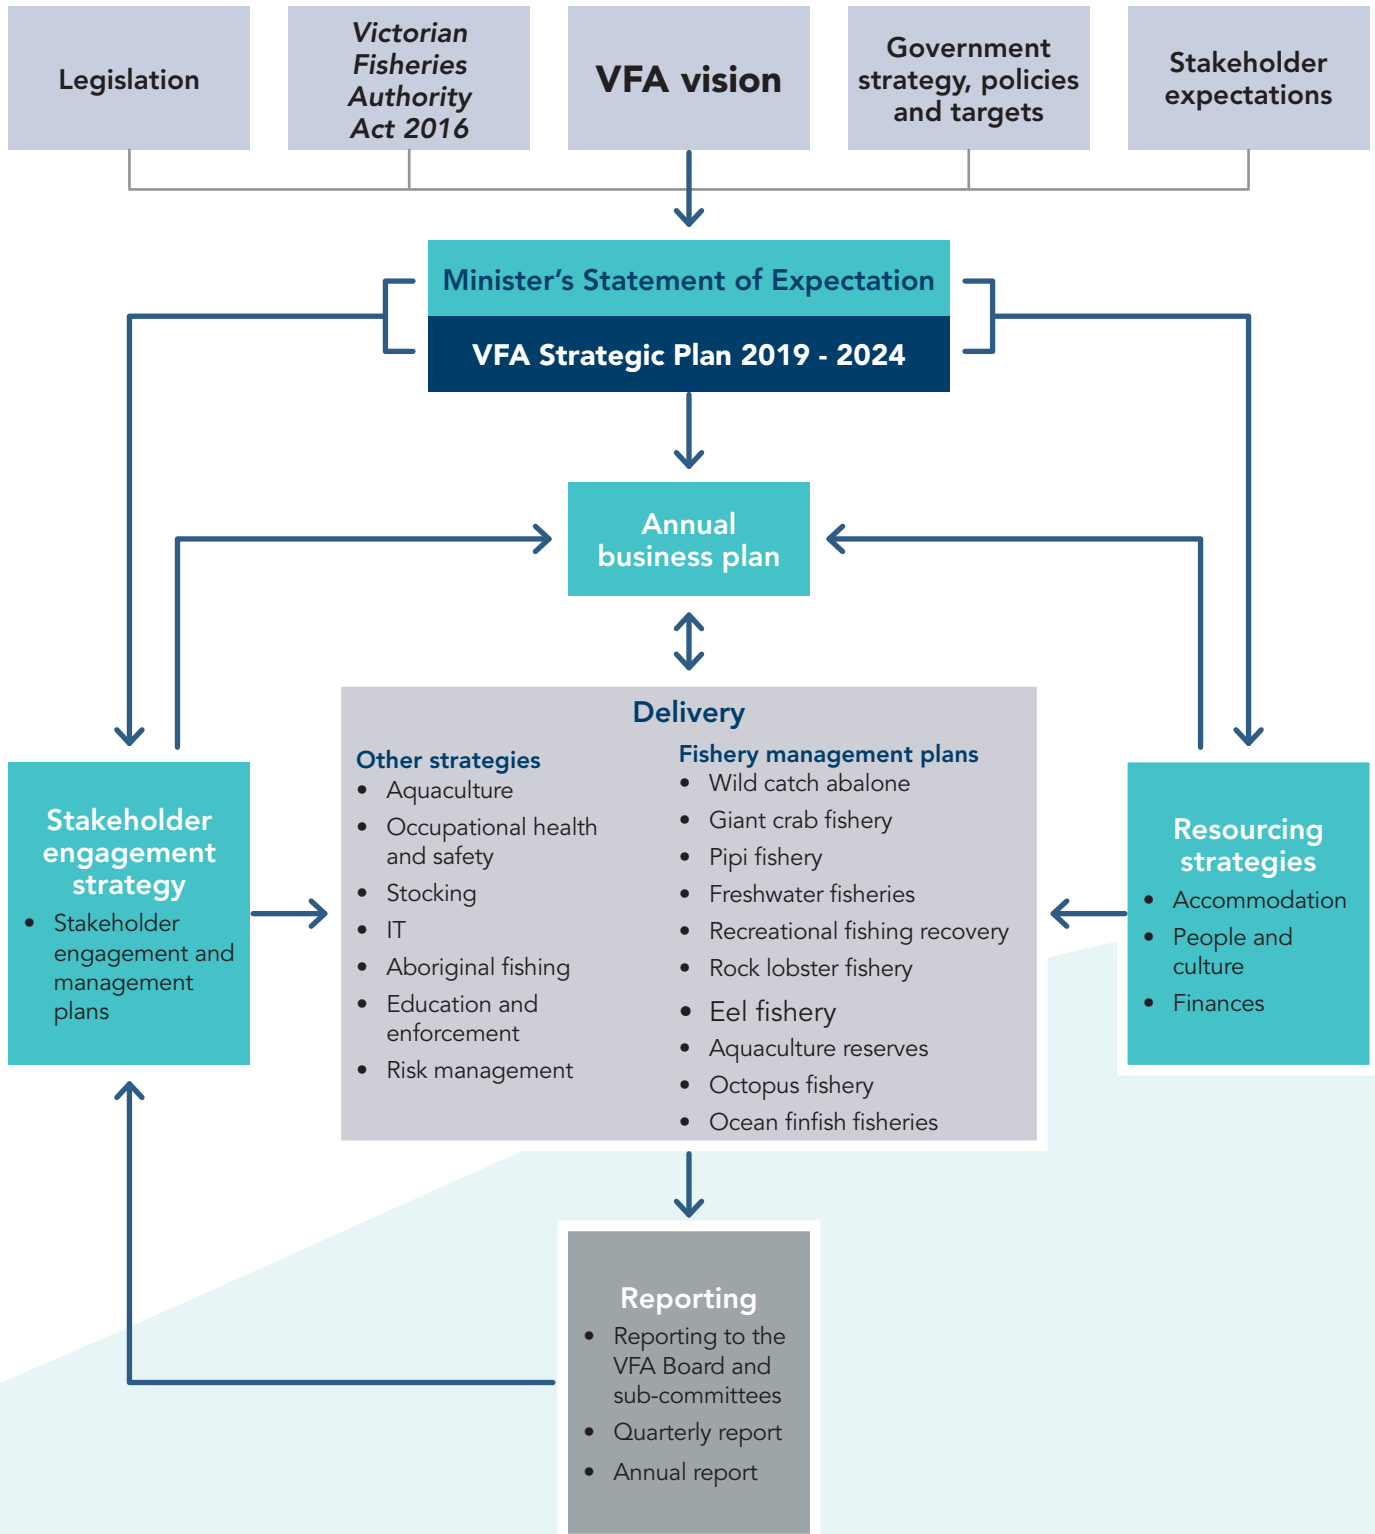 Legislation
Victorian
Fisheries
Authority
Act 2016
VFA vision
Government
strategy, policies
and targets
Stakeholder
expectations
Minister’s Statement of Expectation
VFA Strategic Plan 2019 - 2024
Annual
business plan
Delivery
Other strategies
• Aquaculture
• Occupational health
and safety
• Stocking
• IT
• Aboriginal fishing
• Education and
enforcement
• Risk management
Fishery management plans
• Wild catch abalone
• Giant crab fishery
• Pipi fishery
• Freshwater fisheries
• Recreational fishing recovery
• Rock lobster fishery
• Eel fishery
• Aquaculture reserves
• Octopus fishery
• Ocean finfish fisheries
Stakeholder
engagement
strategy
• Stakeholder
engagement and
management
plans
Resourcing
strategies
• Accommodation
• People and
culture
• Finances
Reporting
• Reporting to the
VFA Board and
sub-committees
• Quarterly report
• Annual report